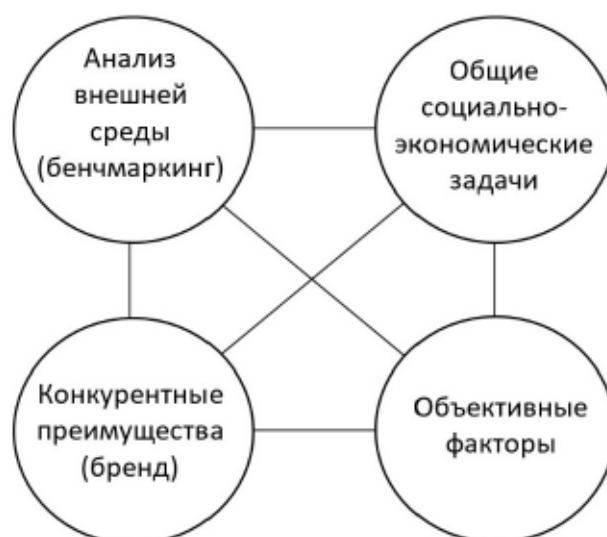 Анализ
внешней
среды
(бенчмаркинг)
Общие
социально-
экономические
задачи
Конкурентные
преимущества
(бренд)
Объективные
факторы